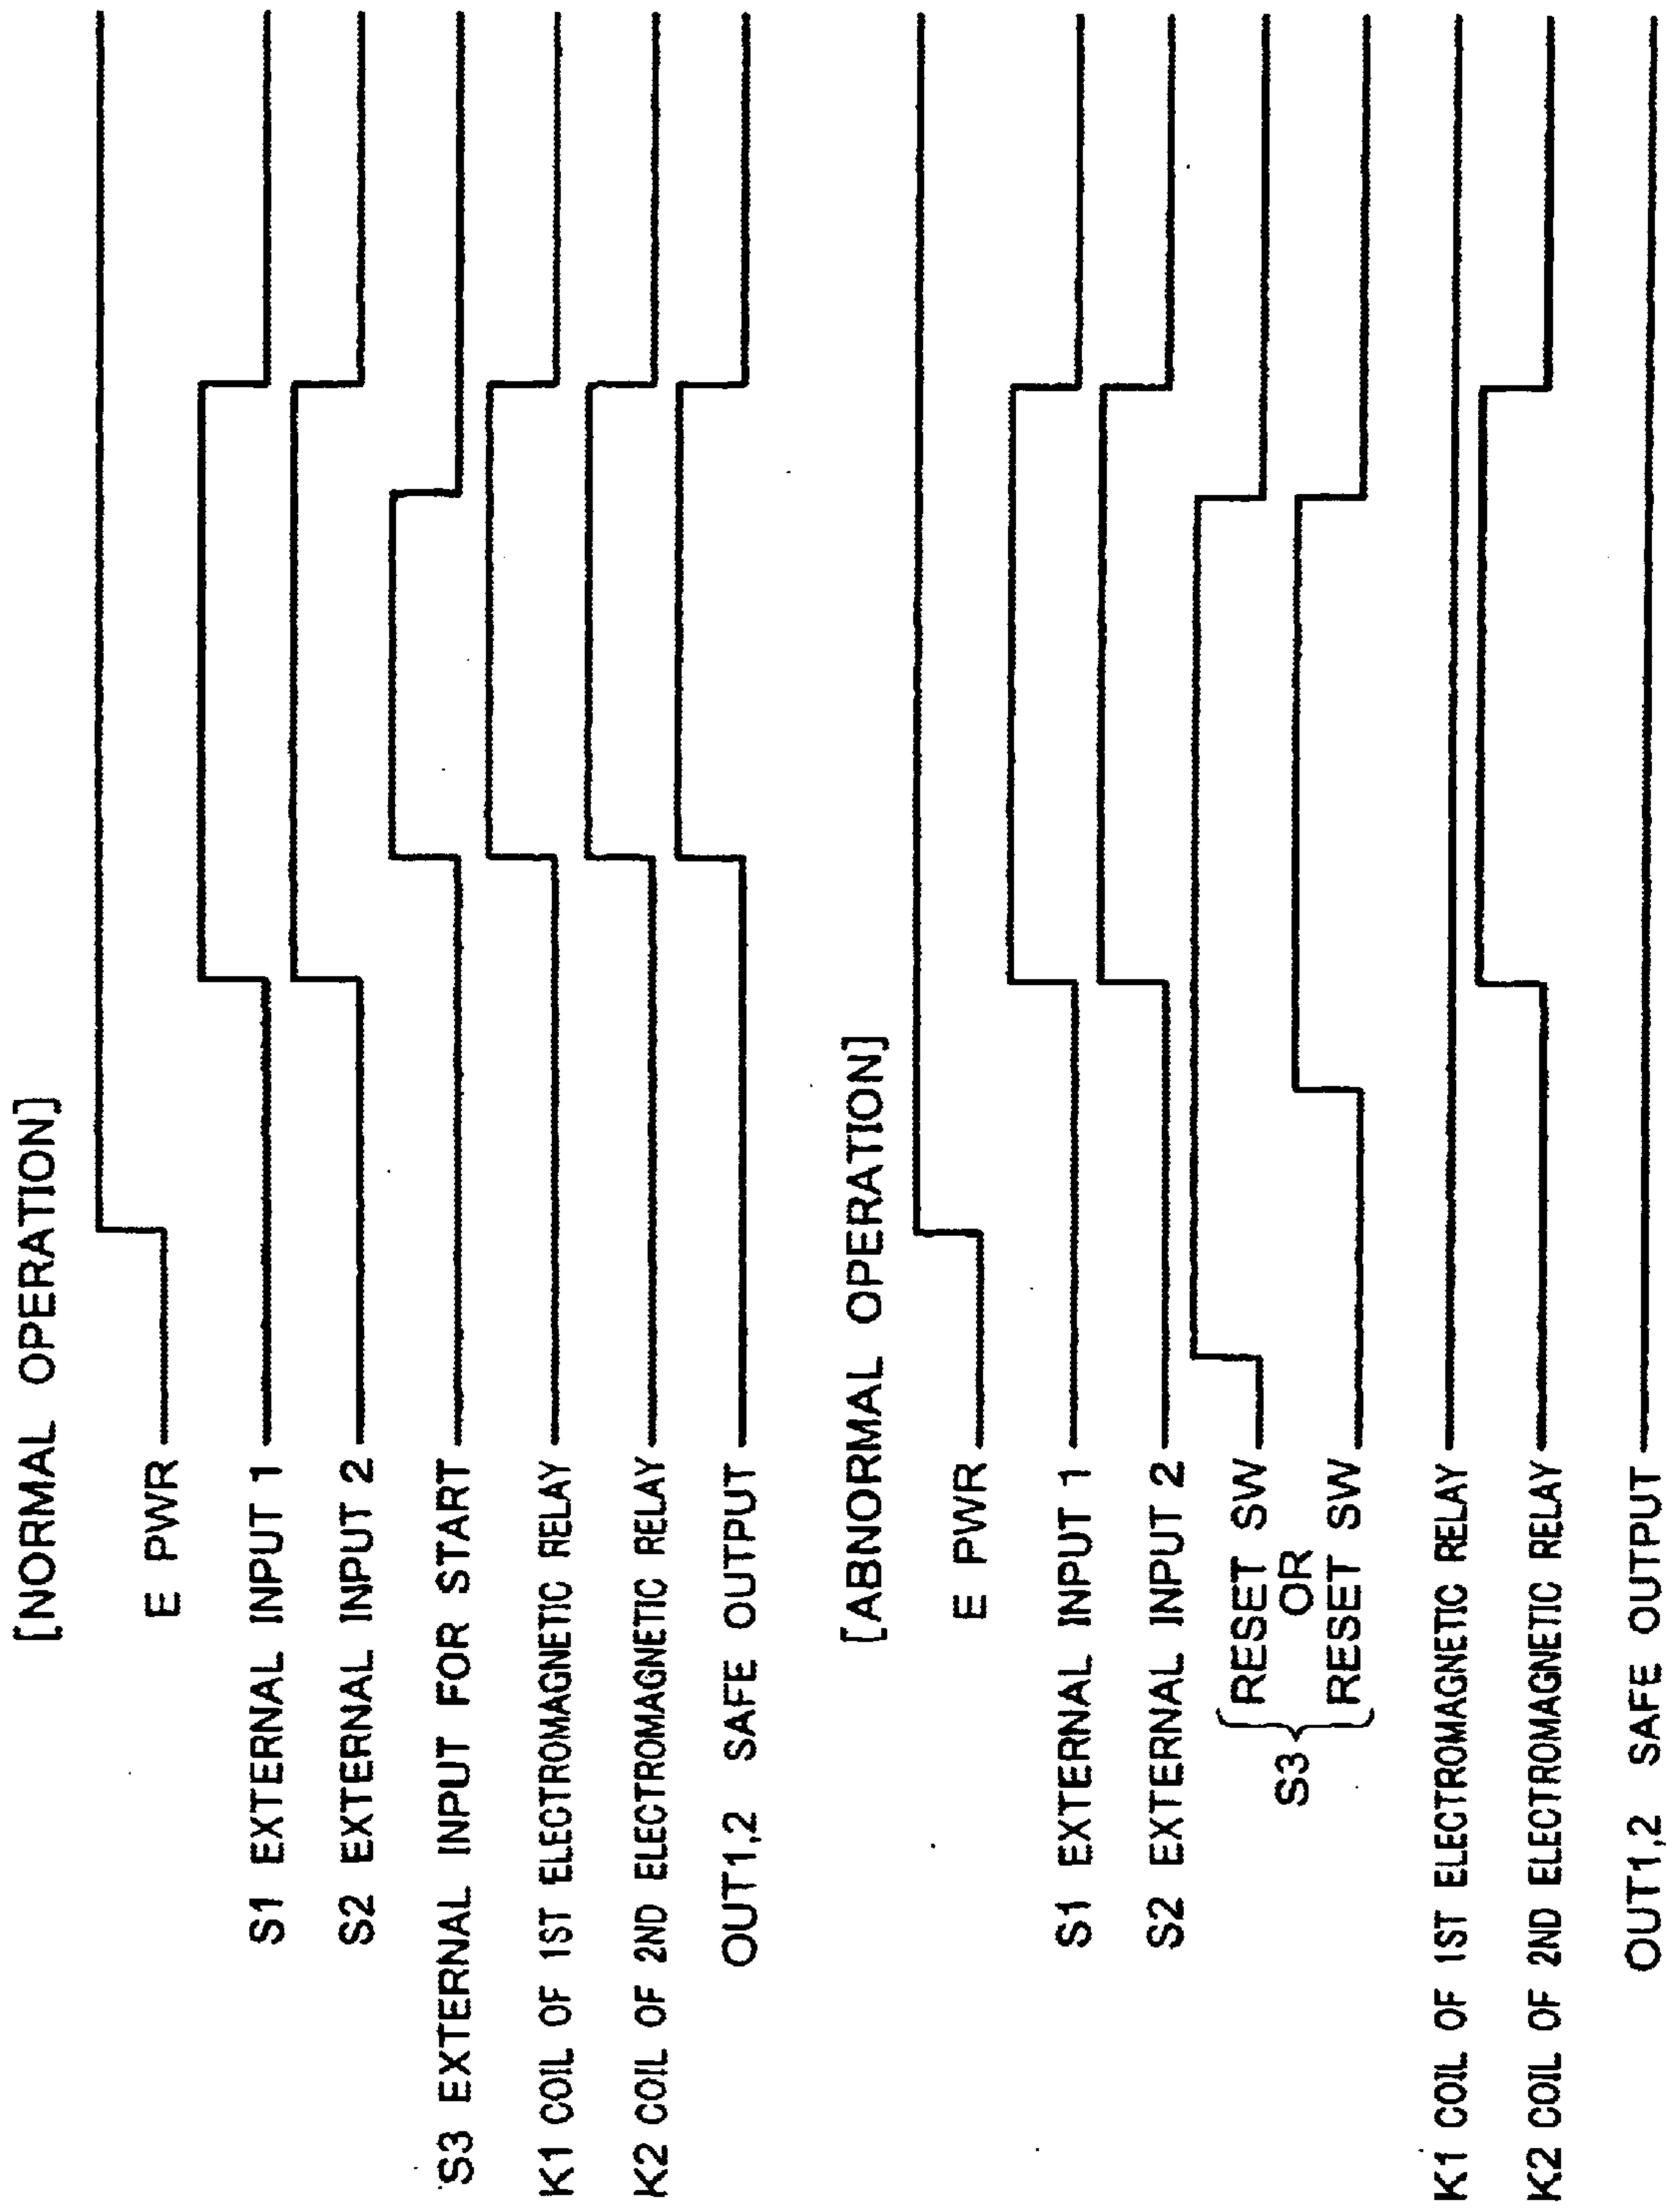 [NORMAL OPERATION]
E PWR
S1 EXTERNAL INPUT 1
S2 EXTERNAL INPUT 2
S3 EXTERNAL INPUT FOR START
K1 COIL OF 1ST ELECTROMAGNETIC RELAY
K2 COIL OF 2ND ELECTROMAGNETIC RELAY
OUT1,2 SAFE OUTPUT
[ABNORMAL OPERATION]
E PWR
S1 EXTERNAL INPUT 1
S2 EXTERNAL INPUT 2
RESET SW
S3 OR
RESET SW
K1 COIL OF 1ST ELECTROMAGNETIC RELAY
K2 COIL OF 2ND ELECTROMAGNETIC RELAY
OUT1,2 SAFE OUTPUT